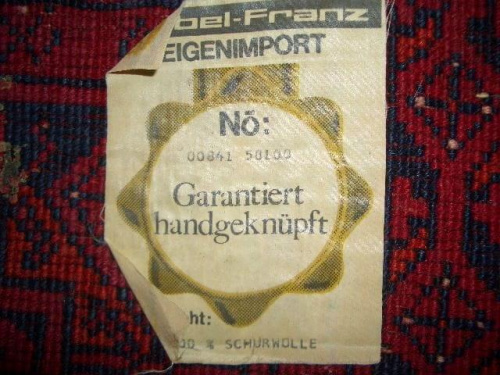 bel-Franz
EIGENIMPORT
Nö:
00841 58100
Garantiert
handgeknüpft
ht:
00 % SCHURWOLLE